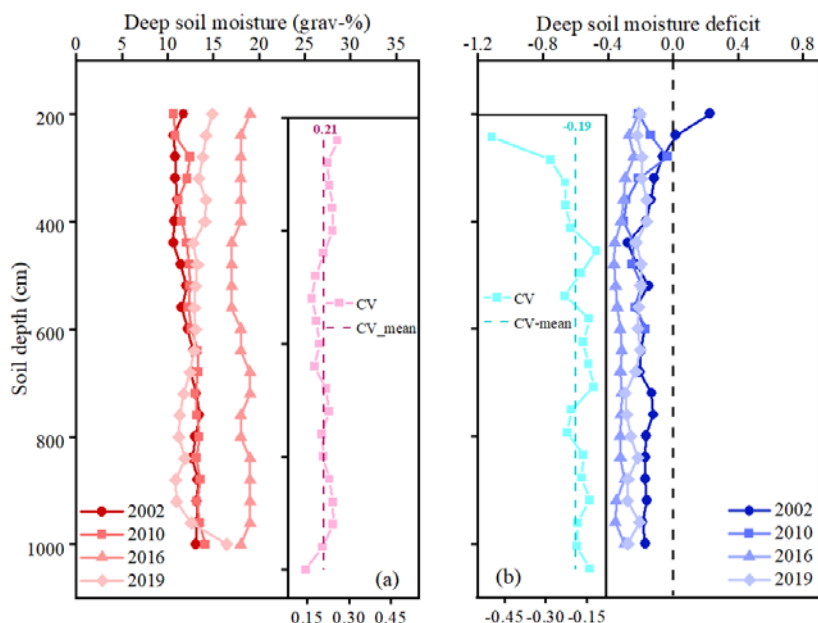 Deep soil moisture (grav-%)
0 5 10 15 20 25 30 35
Soil depth (cm)
200
400
600
800
1000
0.21
CV
CV_mean
2002
2010
2016
2019
(a)
0.15 0.30 0.45
Deep soil moisture deficit
-1.2 -0.8 -0.4 0.0 0.4 0.8
-0.19
CV
CV-mean
(b)
2002
2010
2016
2019
-0.45 -0.30 -0.15